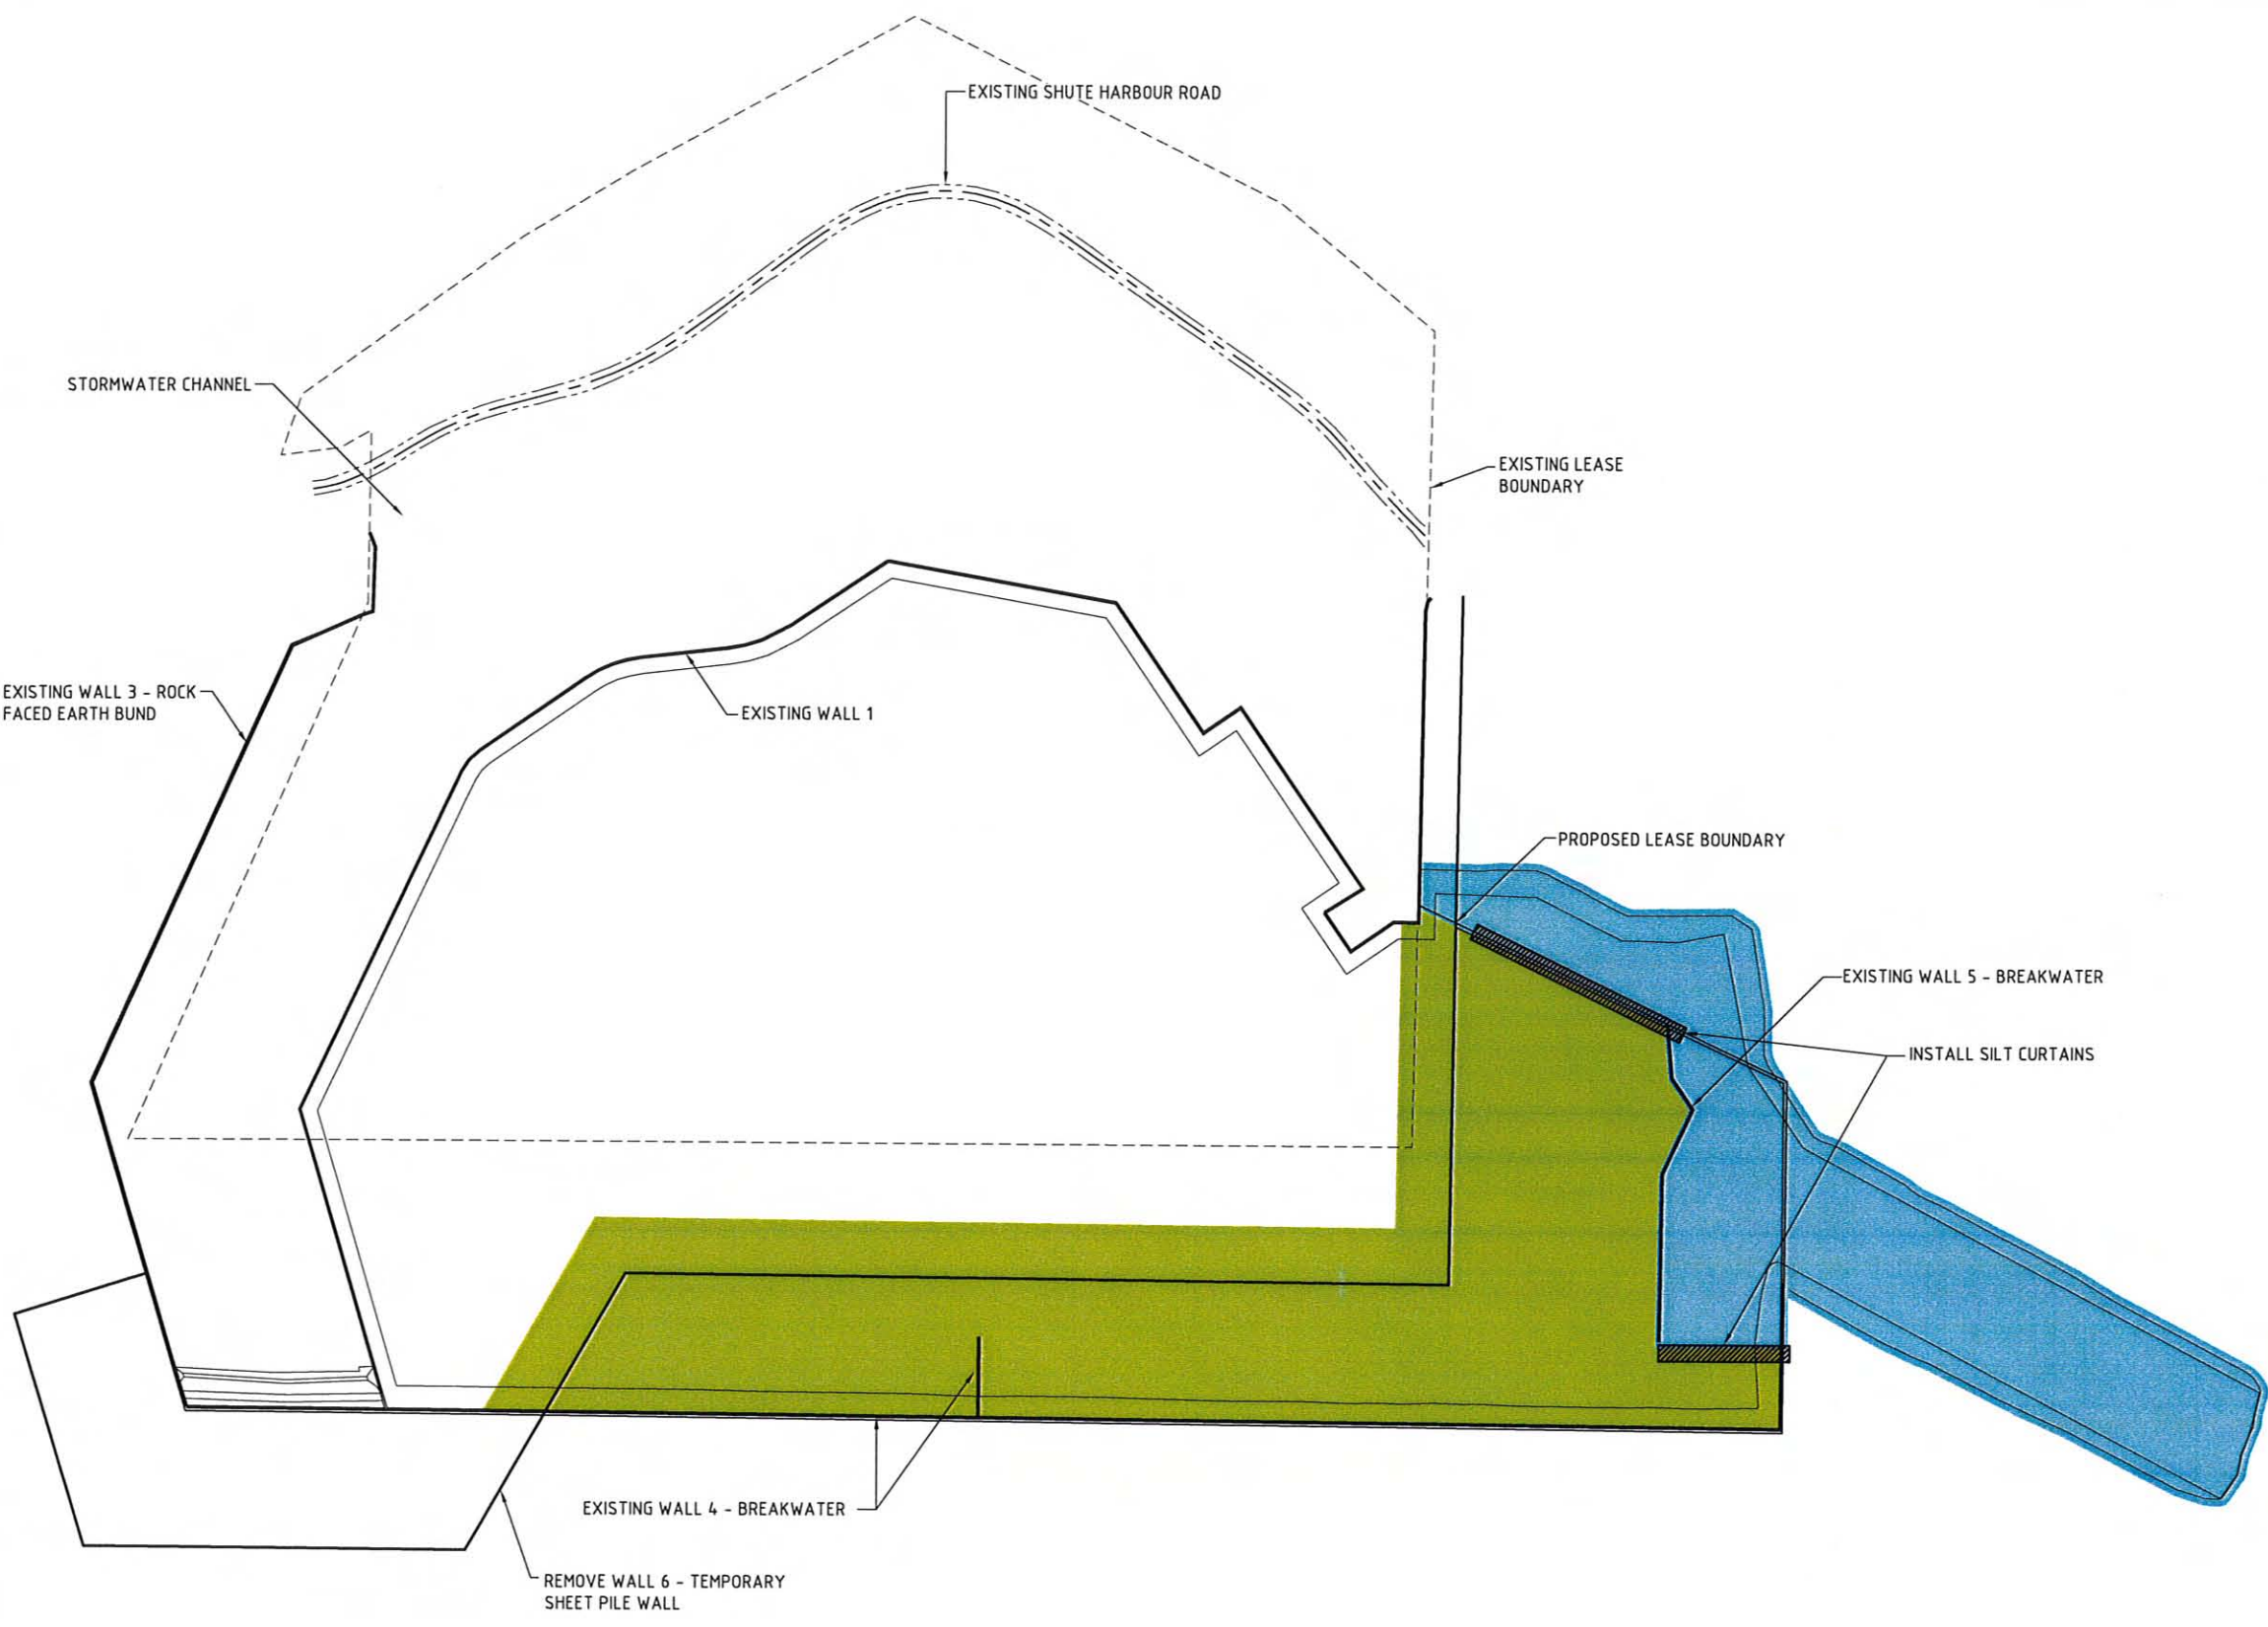 EXISTING SHUTE HARBOUR ROAD
STORMWATER CHANNEL
EXISTING LEASE
BOUNDARY
EXISTING WALL 3 - ROCK
FACED EARTH BUND
EXISTING WALL 1
PROPOSED LEASE BOUNDARY
EXISTING WALL 5 - BREAKWATER
INSTALL SILT CURTAINS
EXISTING WALL 4 - BREAKWATER
REMOVE WALL 6 - TEMPORARY
SHEET PILE WALL